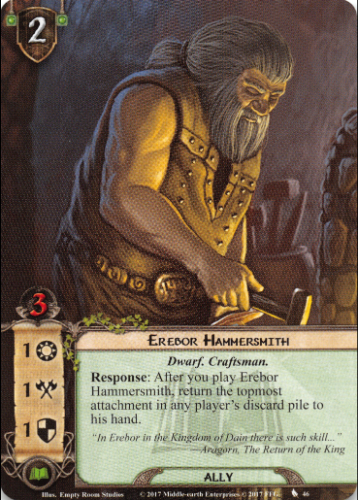 2
3
EREBOR HAMMERSMITH
1
Dwarf. Craftsman.
1
Response: After you play Erebor
Hammersmith, return the topmost
attachment in any player's discard pile to
his hand.
1
"In Erebor in the Kingdom of Dain there is such skill..."
—Aragorn, The Return of the King
ALLY
Illus. Empty Room Studios © 2017 Middle-earth Enterprises © 2017 FFG 46